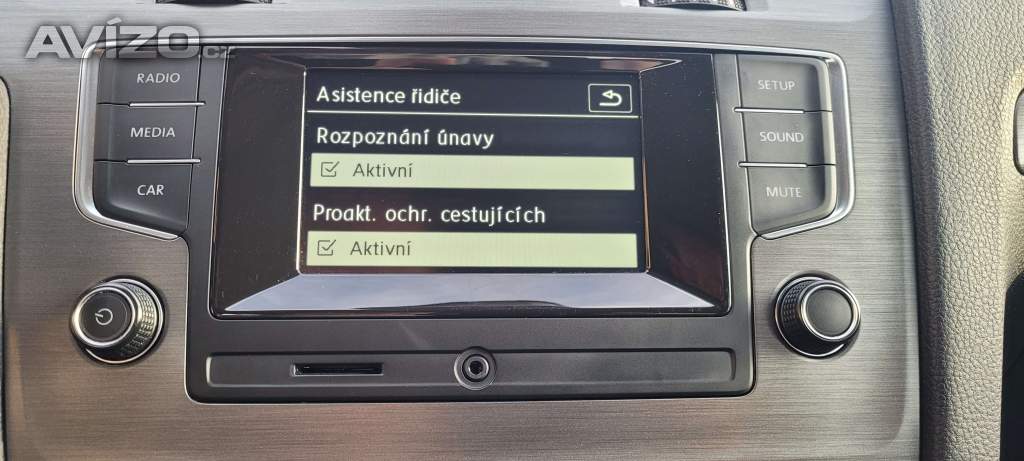 AVÍZO.cz
RADIO
MEDIA
CAR
Asistence řidiče
Rozpoznání únavy
Aktivní
Proakt. ochr. cestujících
Aktivní
SETUP
SOUND
MUTE